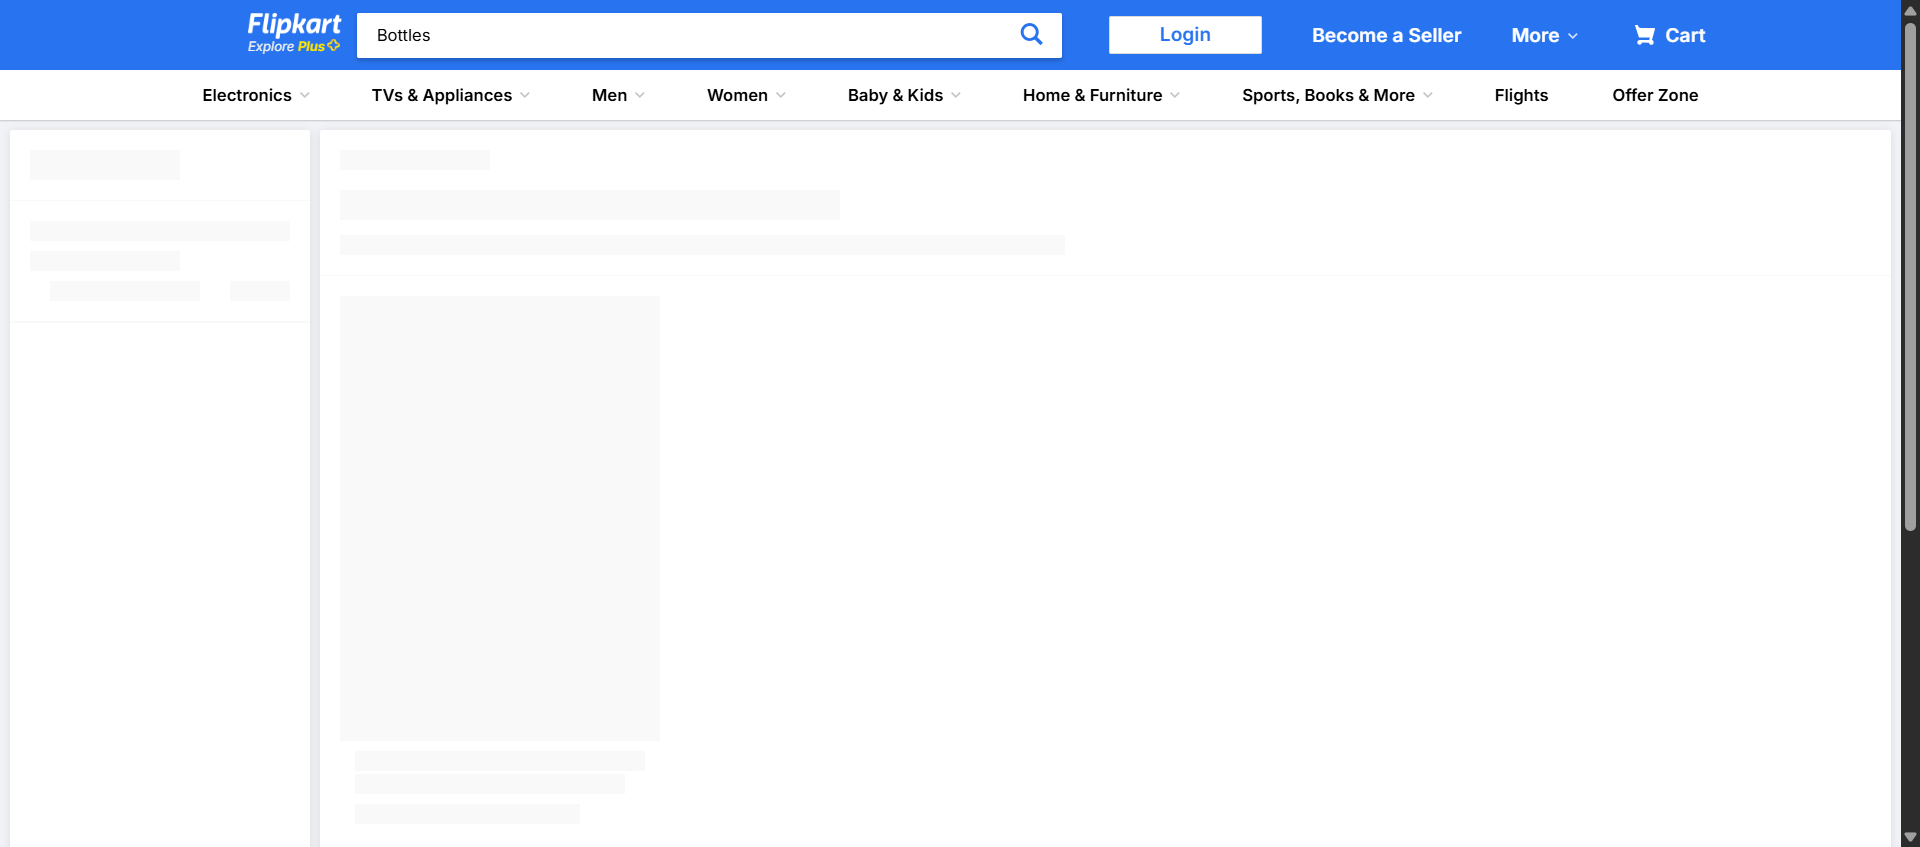 Flipkart
Explore Plus
Bottles
Login
Become a Seller
More
Cart
Electronics
TVs & Appliances
Men
Women
Baby & Kids
Home & Furniture
Sports, Books & More
Flights
Offer Zone